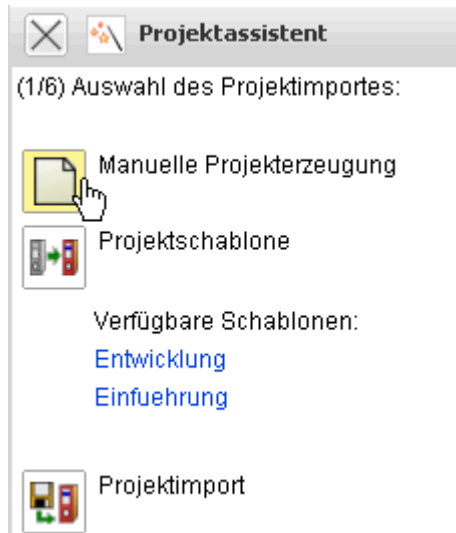 Projektassistent
(1/6) Auswahl des Projektimportes:
Manuelle Projekterzeugung
Projektschablone
Verfügbare Schablonen:
Entwicklung
Einfuehrung
Projektimport